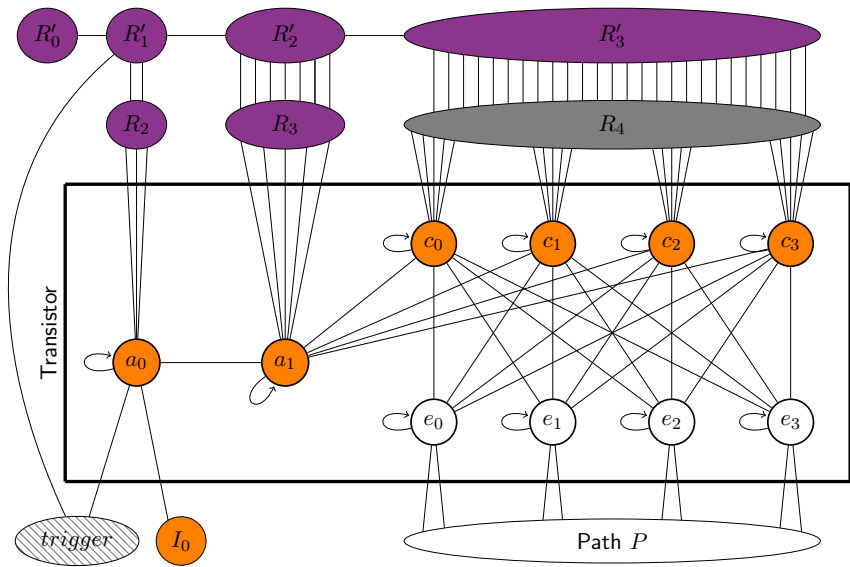 R′₀ R′₁ R′₂ R′₃
R₂ R₃ R₄
c₀ c₁ c₂ c₃
Transistor
a₀ a₁
e₀ e₁ e₂ e₃
trigger I₀ Path P